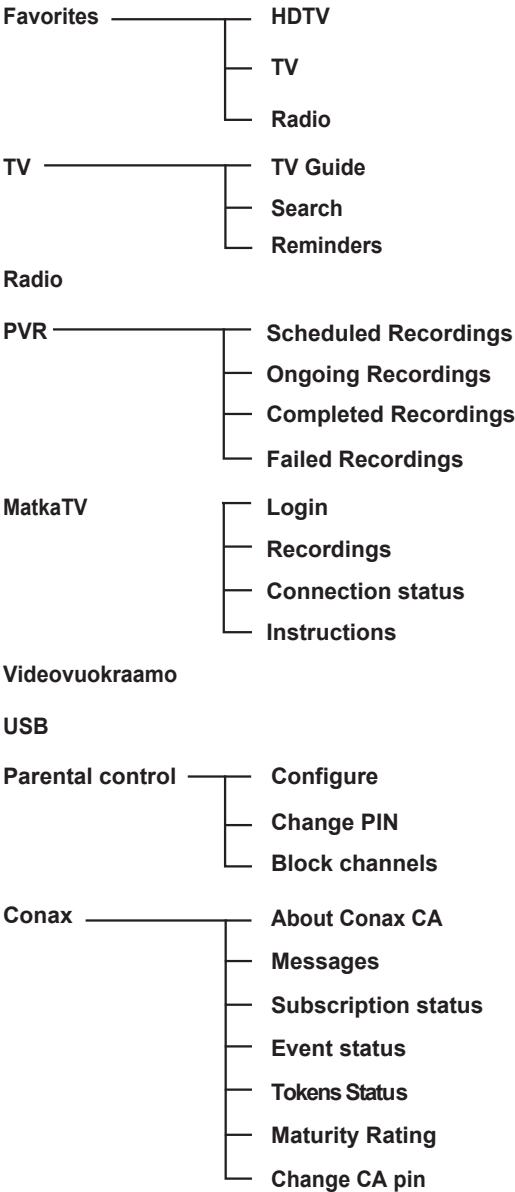 Favorites HDTV
TV
Radio
TV TV Guide
Search
Reminders
Radio
PVR Scheduled Recordings
Ongoing Recordings
Completed Recordings
Failed Recordings
MatkaTV Login
Recordings
Connection status
Instructions
Videovuokraamo
USB
Parental control Configure
Change PIN
Block channels
Conax About Conax CA
Messages
Subscription status
Event status
Tokens Status
Maturity Rating
Change CA pin